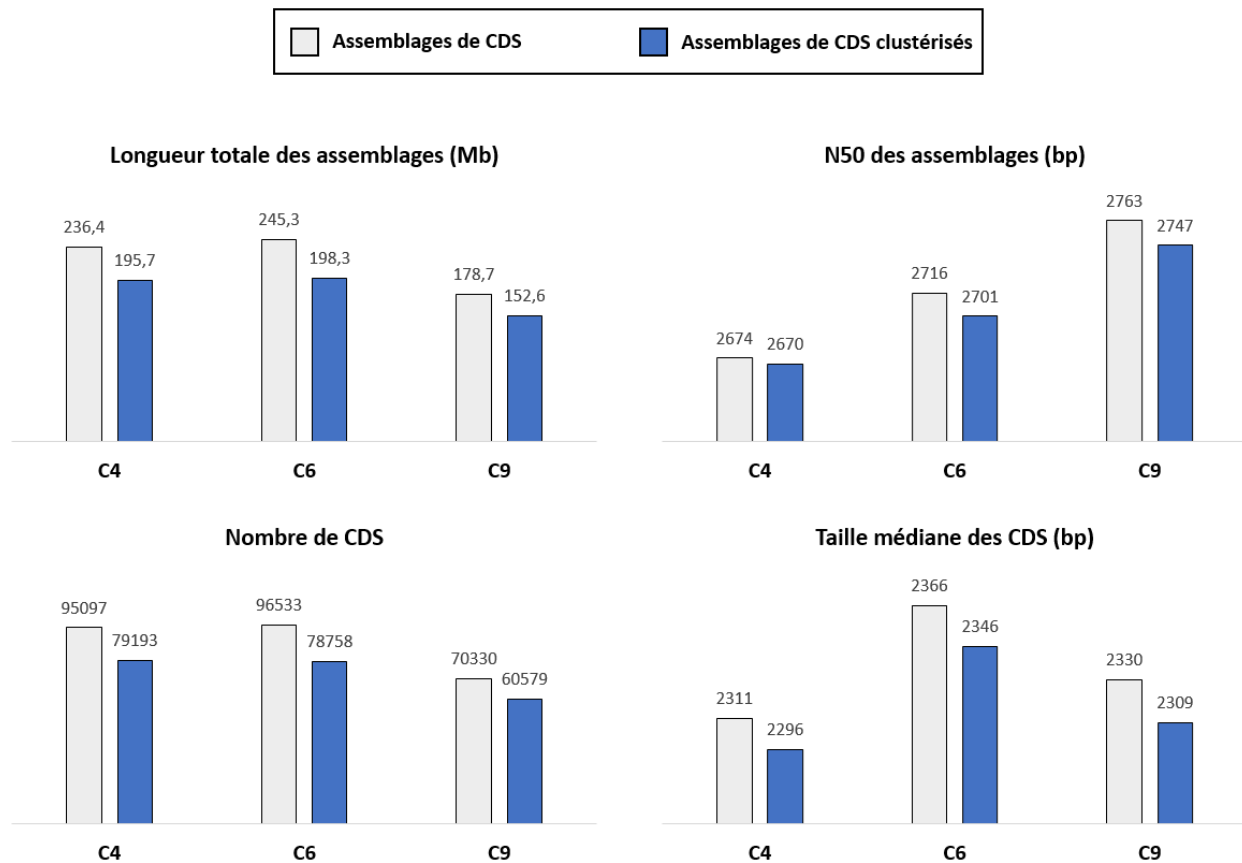 Assemblages de CDS
Assemblages de CDS clustérisés
Longueur totale des assemblages (Mb)
236,4
195,7
245,3
198,3
178,7
152,6
C4
C6
C9
N50 des assemblages (bp)
2674
2670
2716
2701
2763
2747
C4
C6
C9
Nombre de CDS
95097
79193
96533
78758
70330
60579
C4
C6
C9
Taille médiane des CDS (bp)
2311
2296
2366
2346
2330
2309
C4
C6
C9